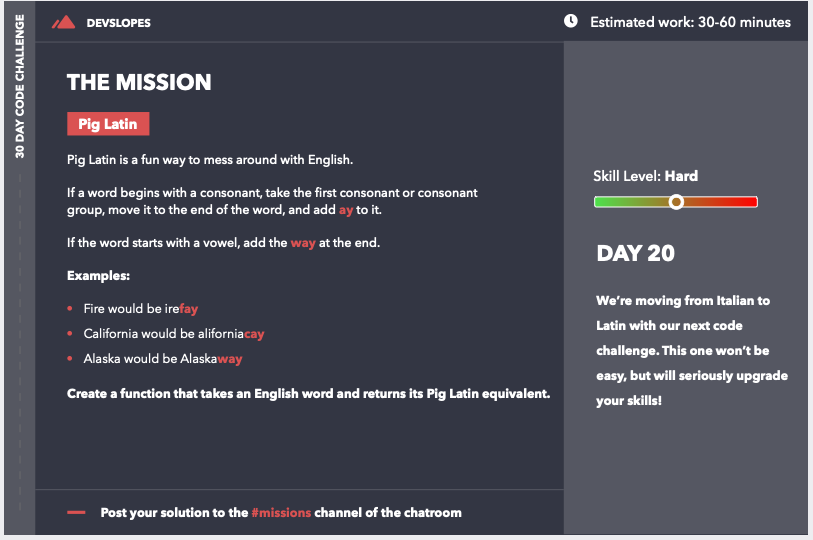 30 DAY CODE CHALLENGE
DEVSLOPES
Estimated work: 30-60 minutes
THE MISSION
Pig Latin
Pig Latin is a fun way to mess around with English.
If a word begins with a consonant, take the first consonant or consonant
group, move it to the end of the word, and add ay to it.
If the word starts with a vowel, add the way at the end.
Examples:
• Fire would be irefay
• California would be aliforniacay
• Alaska would be Alaskaway
Create a function that takes an English word and returns its Pig Latin equivalent.
Skill Level: Hard
DAY 20
We’re moving from Italian to
Latin with our next code
challenge. This one won’t be
easy, but will seriously upgrade
your skills!
Post your solution to the #missions channel of the chatroom